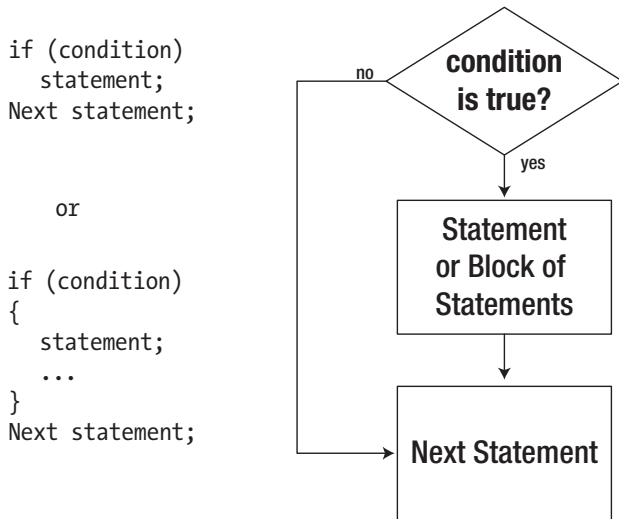 if (condition)
statement;
Next statement;
or
if (condition)
{
statement;
...
}
Next statement;
condition
is true?
no
yes
Statement
or Block of
Statements
Next Statement